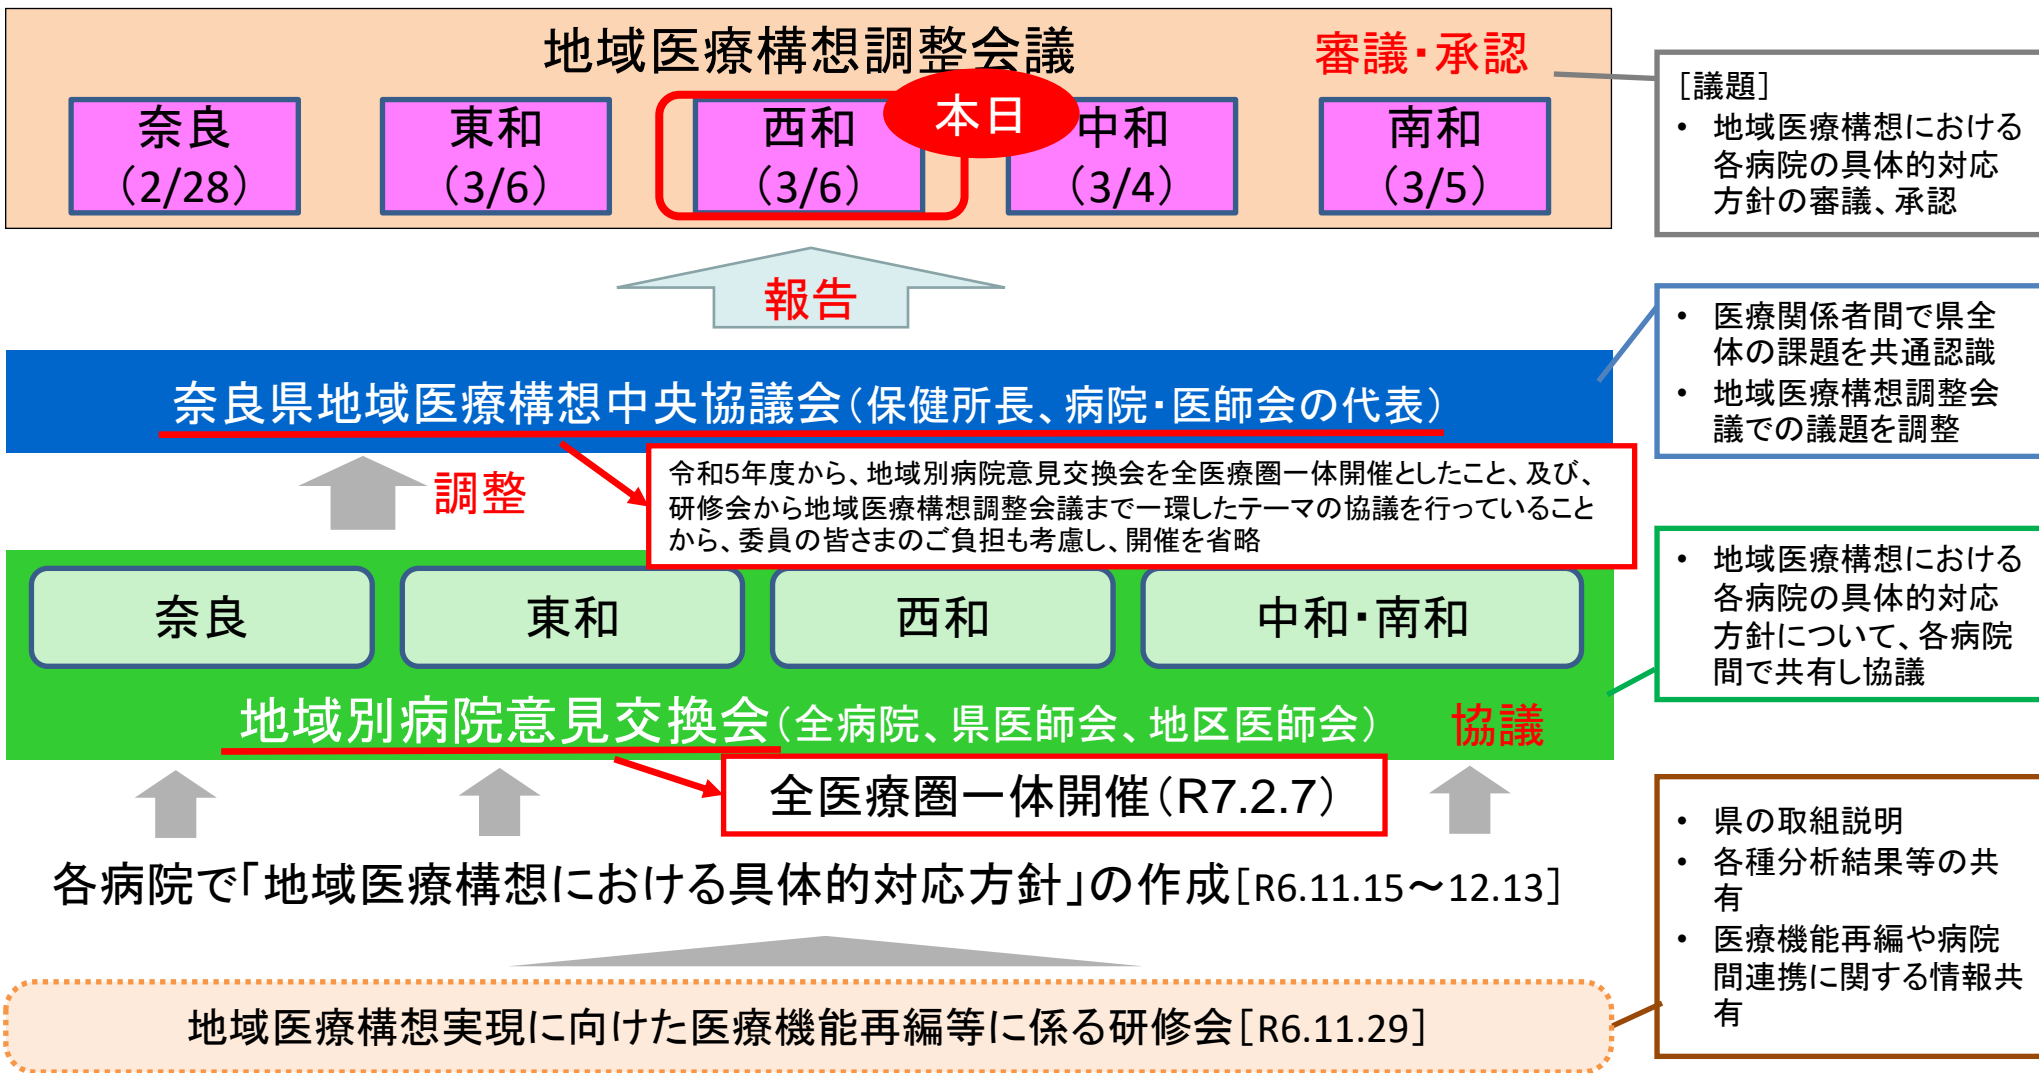 地域医療構想調整会議
審議・承認
奈良
（2/28）
東和
（3/6）
西和
（3/6）
本日
中和
（3/4）
南和
（3/5）
［議題］
• 地域医療構想における
各病院の具体的対応
方針の審議、承認
報告
• 医療関係者間で県全
体の課題を共通認識
• 地域医療構想調整会
議での議題を調整
奈良県地域医療構想中央協議会（保健所長、病院・医師会の代表）
調整
令和5年度から、地域別病院意見交換会を全医療圏一体開催としたこと、及び、
研修会から地域医療構想調整会議まで一環したテーマの協議を行っていること
から、委員の皆さまのご負担も考慮し、開催を省略
奈良
東和
西和
中和・南和
地域別病院意見交換会（全病院、県医師会、地区医師会）
協議
• 地域医療構想における
各病院の具体的対応
方針について、各病院
間で共有し協議
全医療圏一体開催（R7.2.7）
各病院で「地域医療構想における具体的対応方針」の作成［R6.11.15～12.13］
• 県の取組説明
• 各種分析結果等の共
有
• 医療機能再編や病院
間連携に関する情報共
有
地域医療構想実現に向けた医療機能再編等に係る研修会［R6.11.29］